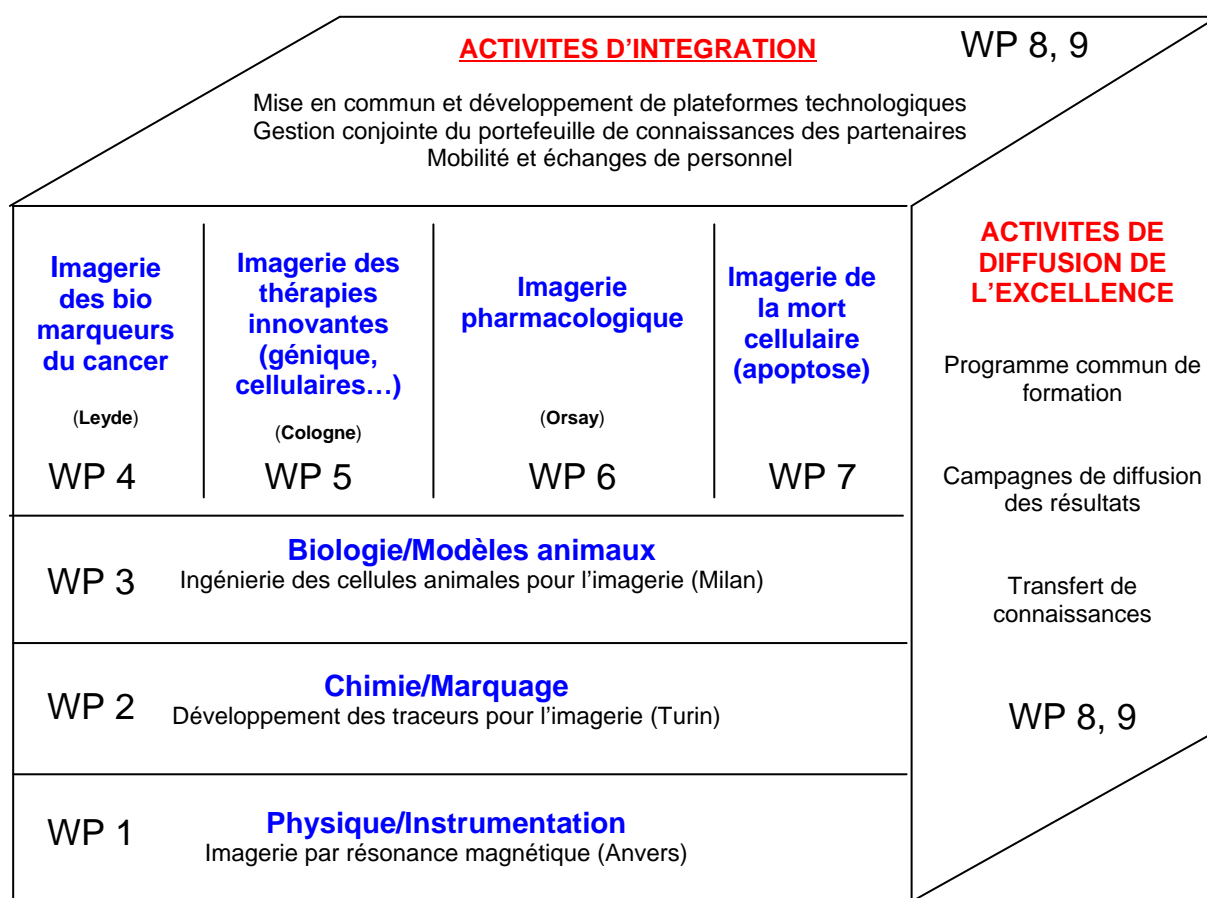 ACTIVITES D'INTEGRATION
WP 8, 9
Mise en commun et développement de plateformes technologiques
Gestion conjointe du portefeuille de connaissances des partenaires
Mobilité et échanges de personnel
Imagerie
des bio
marqueurs
du cancer
(Leyde)
WP 4
Imagerie des
thérapies
innovantes
(génique,
cellulaires…)
(Cologne)
WP 5
Imagerie
pharmacologique
(Orsay)
WP 6
Imagerie de
la mort
cellulaire
(apoptose)
WP 7
ACTIVITES DE
DIFFUSION DE
L'EXCELLENCE
Programme commun de
formation
Campagnes de diffusion
des résultats
Transfert de
connaissances
WP 8, 9
WP 3
Biologie/Modèles animaux
Ingénierie des cellules animales pour l'imagerie (Milan)
WP 2
Chimie/Marquage
Développement des traceurs pour l'imagerie (Turin)
WP 1
Physique/Instrumentation
Imagerie par résonance magnétique (Anvers)